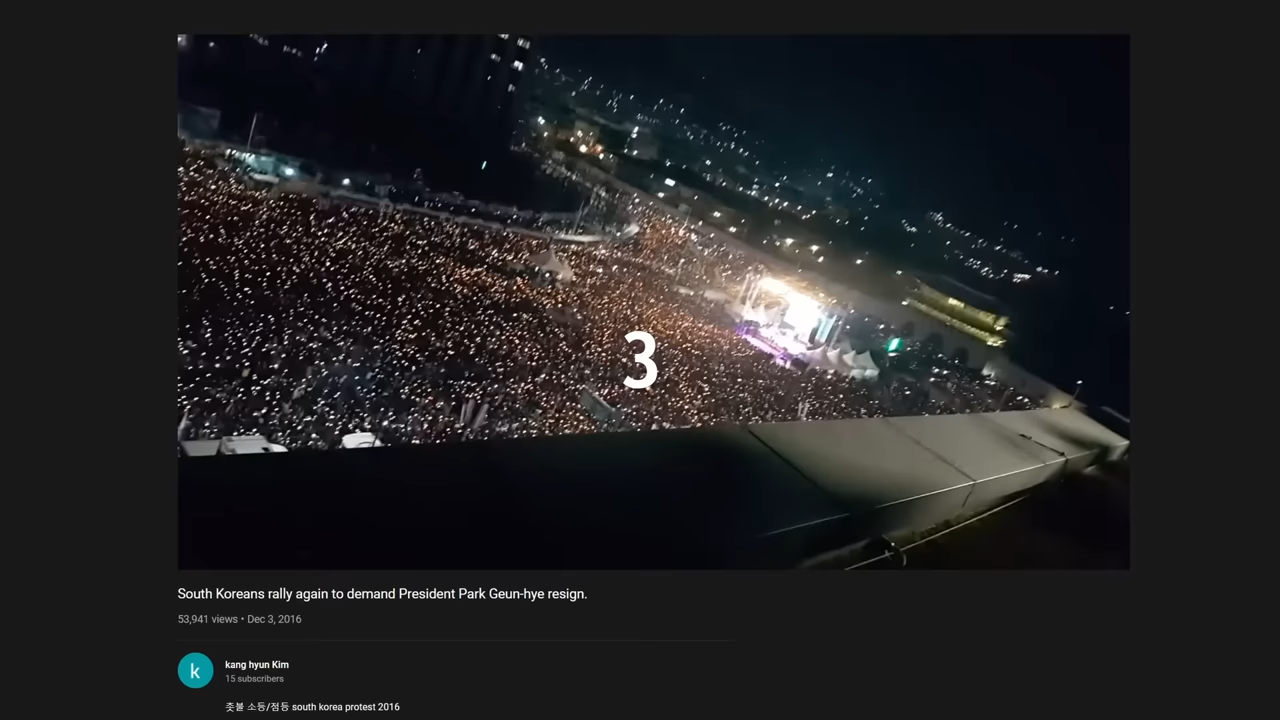 3
South Koreans rally again to demand President Park Geun-hye resign.
53,941 views • Dec 3, 2016
k
kang hyun Kim
15 subscribers
촛불 소등/점등 south korea protest 2016